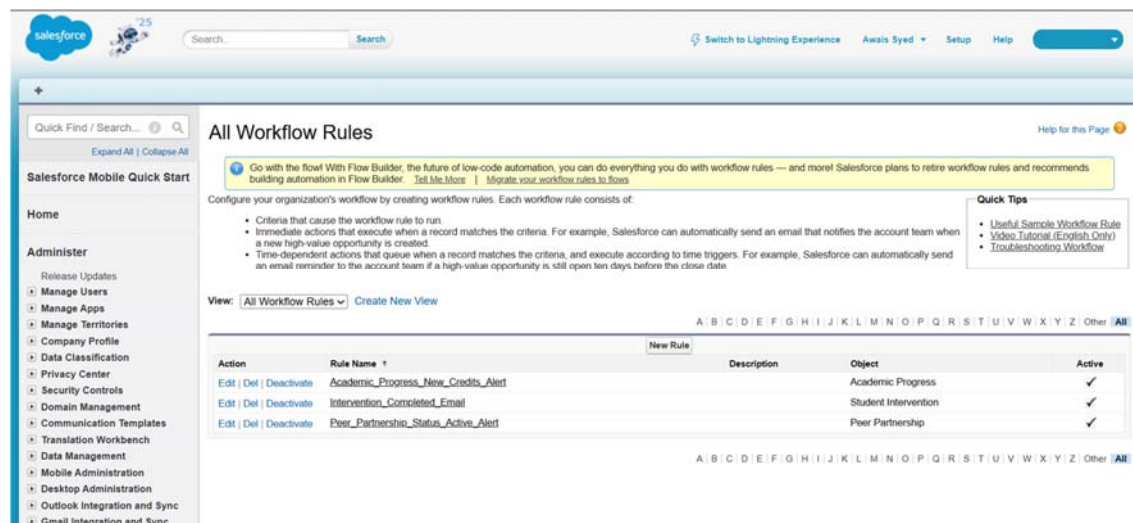 salesforce
'25
Search...
Search
Switch to Lightning Experience
Awais Syed
Setup
Help
+
Quick Find / Search...
Expand All | Collapse All
Salesforce Mobile Quick Start
Home
Administer
Release Updates
Manage Users
Manage Apps
Manage Territories
Company Profile
Data Classification
Privacy Center
Security Controls
Domain Management
Communication Templates
Translation Workbench
Data Management
Mobile Administration
Desktop Administration
Outlook Integration and Sync
Gmail Integration and Sync
All Workflow Rules
Help for this Page
Go with the flow! With Flow Builder, the future of low-code automation, you can do everything you do with workflow rules — and more! Salesforce plans to retire workflow rules and recommends
building automation in Flow Builder. Tell Me More | Migrate your workflow rules to flows
Configure your organization's workflow by creating workflow rules. Each workflow rule consists of:
• Criteria that cause the workflow rule to run.
• Immediate actions that execute when a record matches the criteria. For example, Salesforce can automatically send an email that notifies the account team when
a new high-value opportunity is created.
• Time-dependent actions that queue when a record matches the criteria, and execute according to time triggers. For example, Salesforce can automatically send
an email reminder to the account team if a high-value opportunity is still open ten days before the close date.
Quick Tips
• Useful Sample Workflow Rule
• Video Tutorial (English Only)
• Troubleshooting Workflow
View: All Workflow Rules Create New View
A | B | C | D | E | F | G | H | I | J | K | L | M | N | O | P | Q | R | S | T | U | V | W | X | Y | Z | Other All
New Rule
Action Rule Name ↑ Description Object Active
Edit | Del | Deactivate Academic_Progress_New_Credits_Alert Academic Progress ✓
Edit | Del | Deactivate Intervention_Completed_Email Student Intervention ✓
Edit | Del | Deactivate Peer_Partnership_Status_Active_Alert Peer Partnership ✓
A | B | C | D | E | F | G | H | I | J | K | L | M | N | O | P | Q | R | S | T | U | V | W | X | Y | Z | Other All